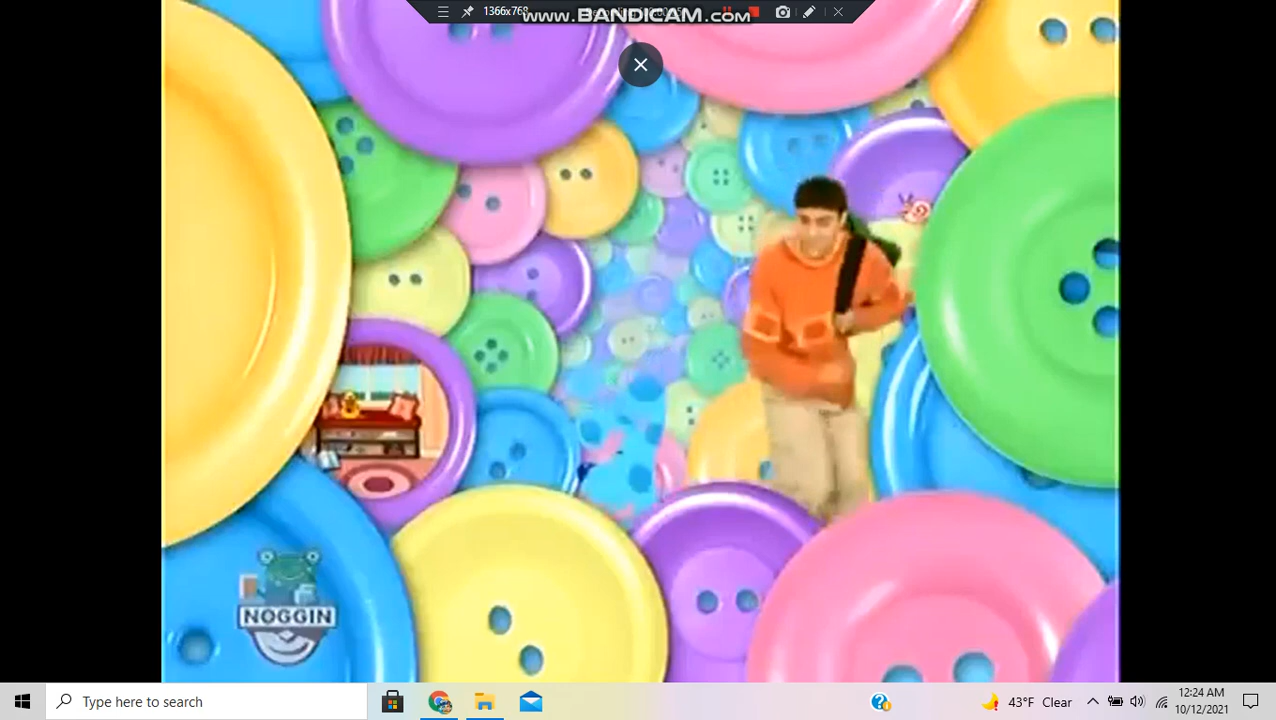 1366x768
www.BANDICAM.com
NOGGIN
Type here to search
43°F Clear
12:24 AM
10/12/2021